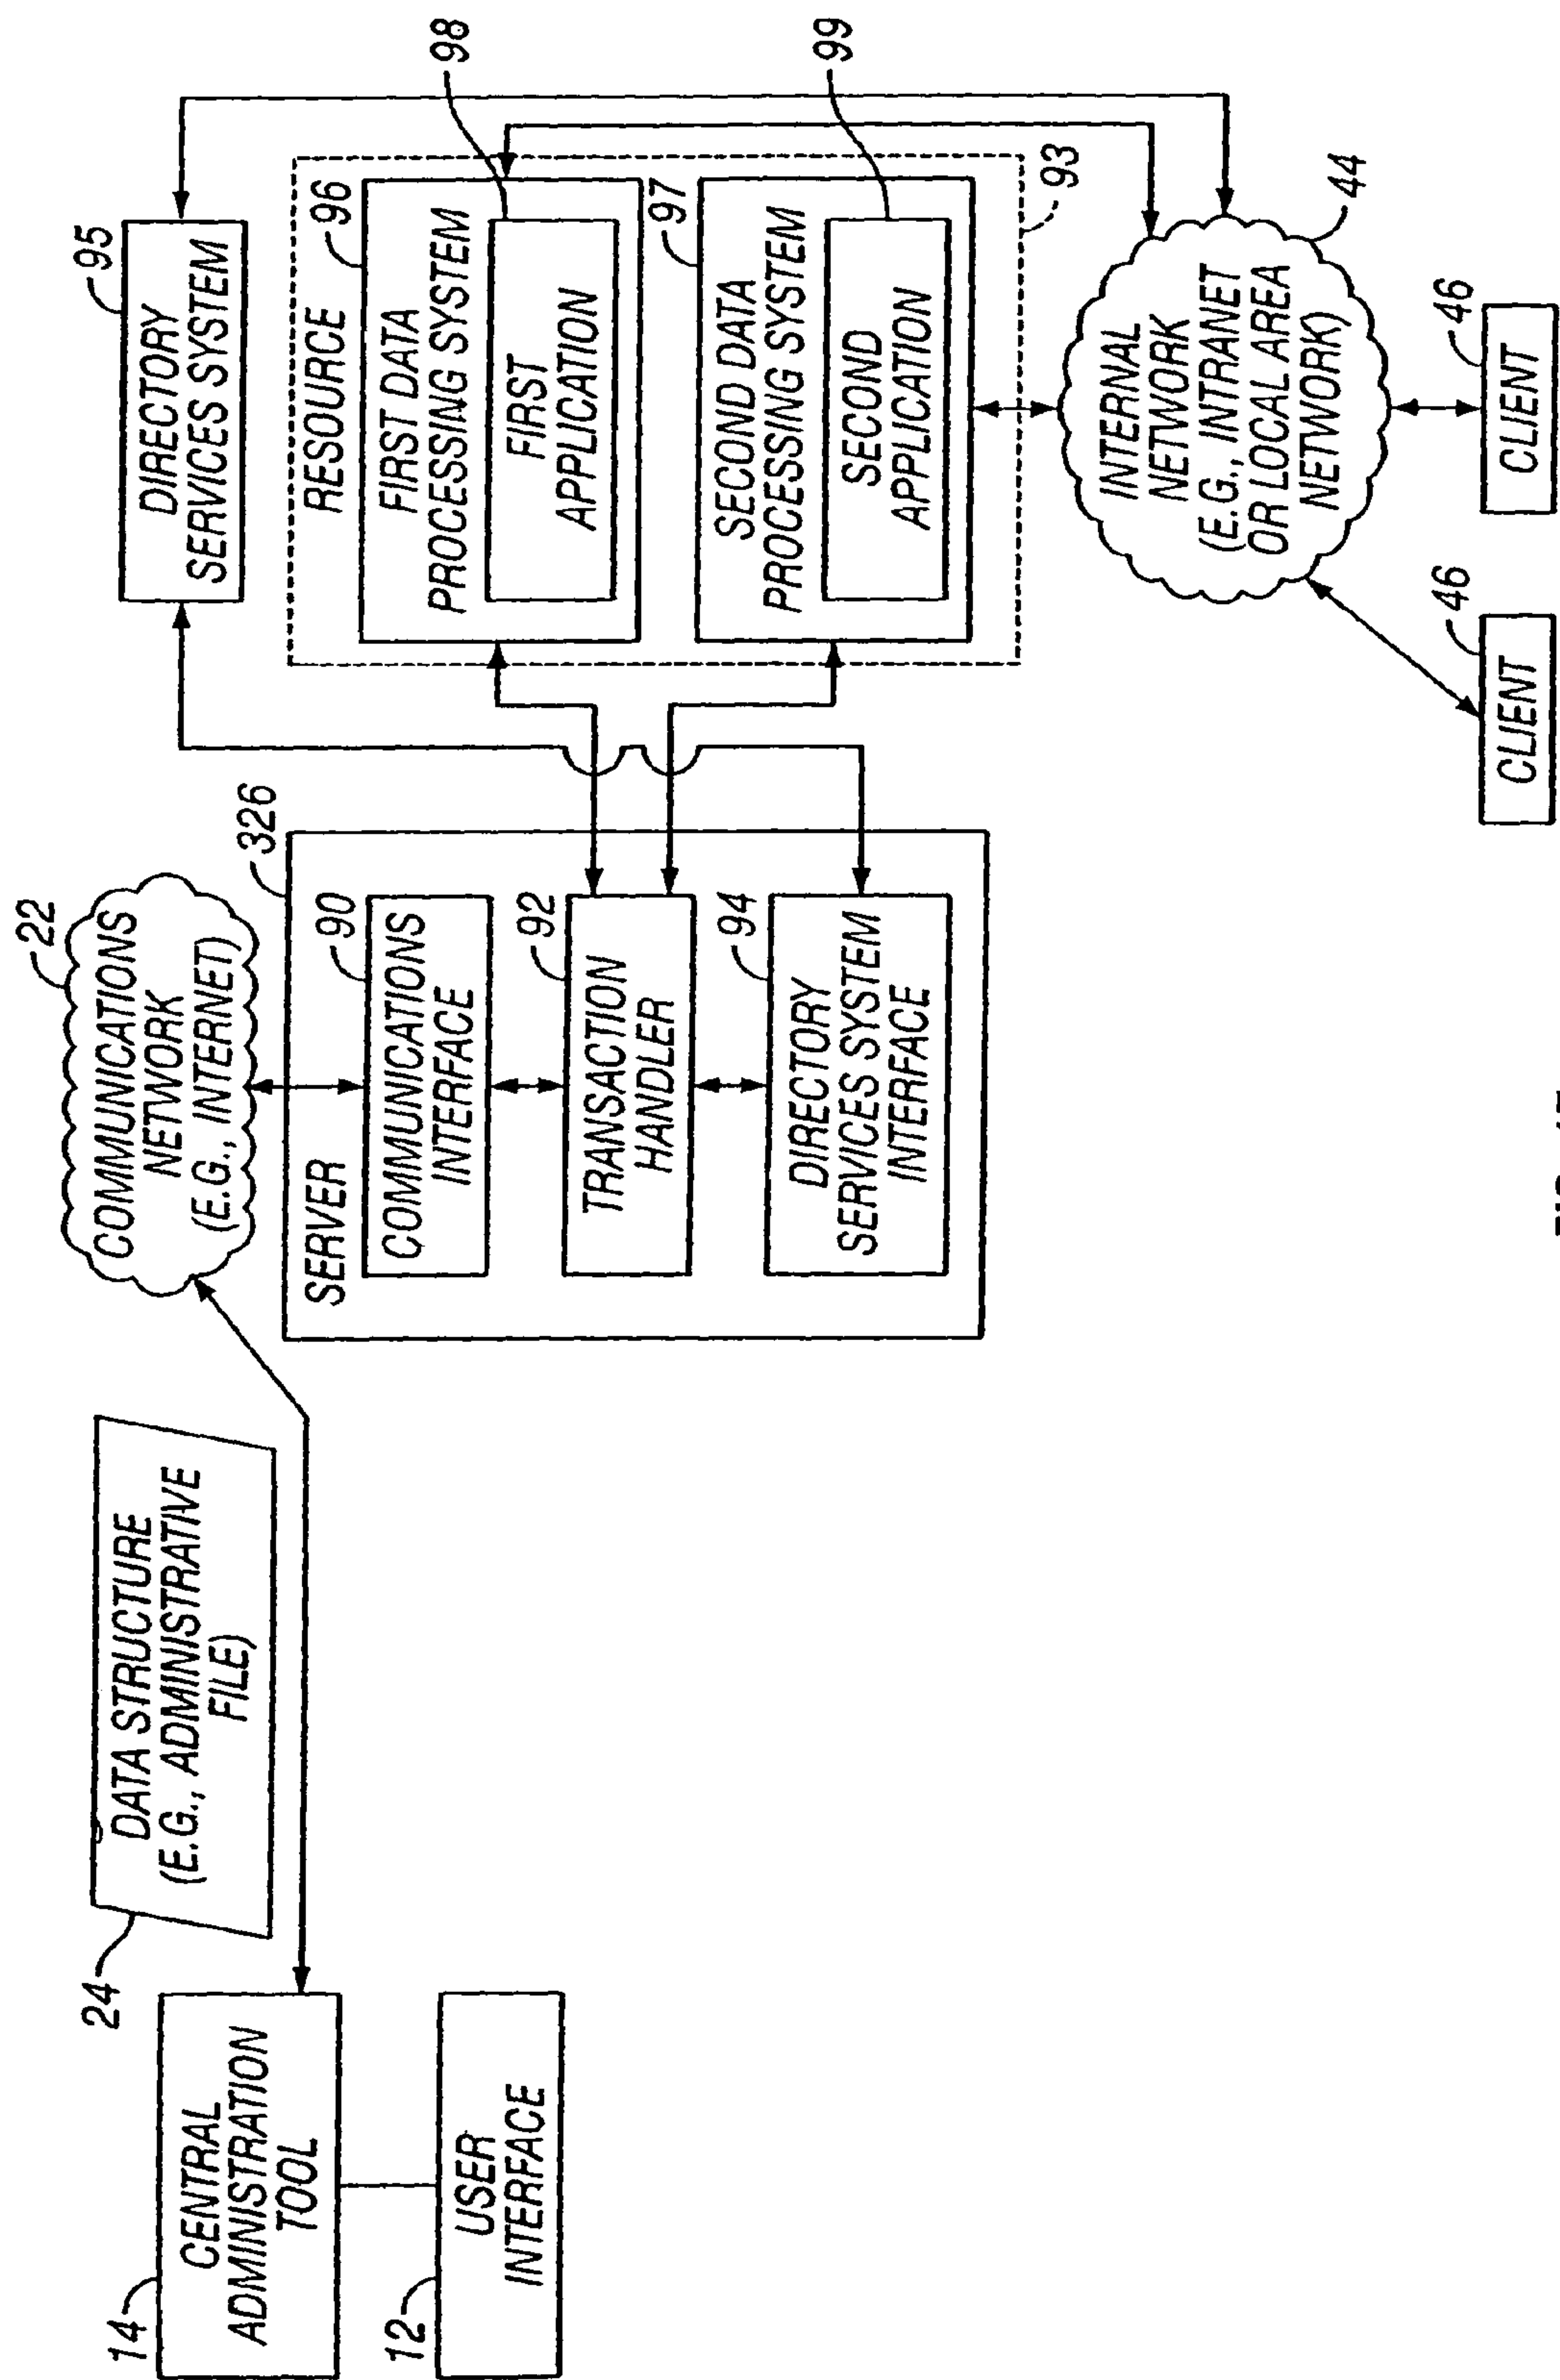 14
CENTRAL
ADMINISTRATION
TOOL
12
USER
INTERFACE
24
DATA STRUCTURE
(E.G., ADMINISTRATIVE
FILE)
22
COMMUNICATIONS
NETWORK
(E.G., INTERNET)
326
SERVER
90
COMMUNICATIONS
INTERFACE
92
TRANSACTION
HANDLER
94
DIRECTORY
SERVICES SYSTEM
INTERFACE
95
DIRECTORY
SERVICES SYSTEM
RESOURCE
96
FIRST DATA
PROCESSING SYSTEM
FIRST
APPLICATION
98
97
SECOND DATA
PROCESSING SYSTEM
SECOND
APPLICATION
99
93
INTERNAL
NETWORK
(E.G., INTRANET
OR LOCAL AREA
NETWORK)
44
CLIENT
46
CLIENT
46